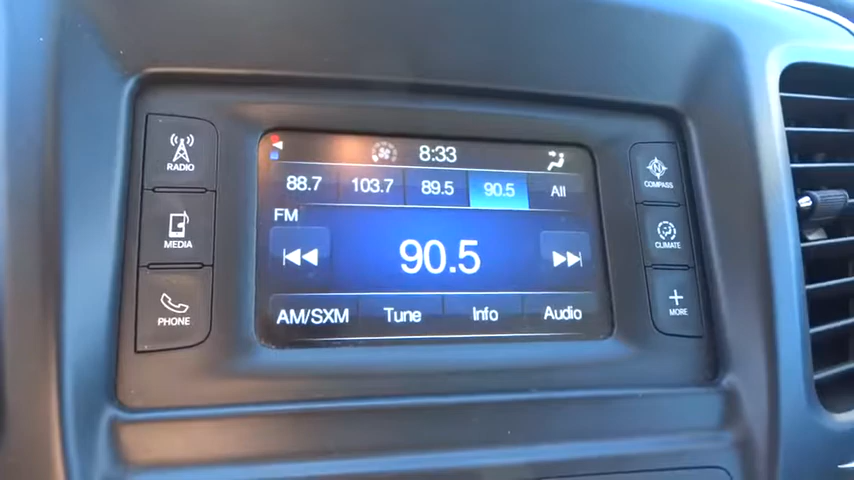 8:33
88.7 103.7 89.5 90.5 All
FM
90.5
AM/SXM Tune Info Audio
RADIO
MEDIA
PHONE
N
COMPASS
CLIMATE
MORE